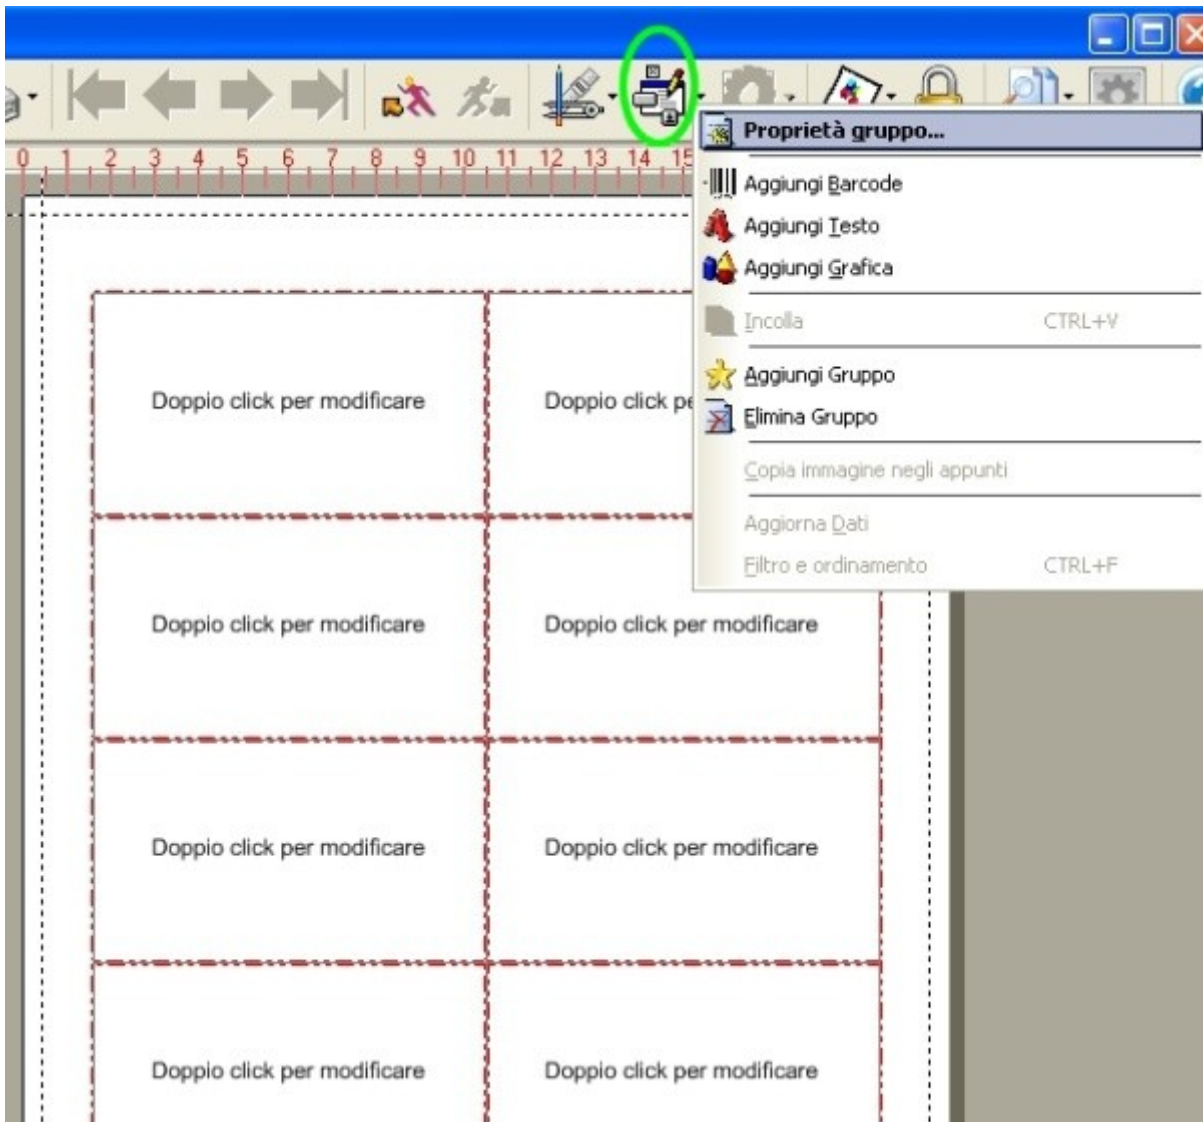 0 1 2 3 4 5 6 7 8 9 10 11 12 13 14 15
Proprietà gruppo...
Aggiungi Barcode
Aggiungi Testo
Aggiungi Grafica
Incolla CTRL+V
Aggiungi Gruppo
Elimina Gruppo
Copia immagine negli appunti
Aggiorna Dati
Filtro e ordinamento CTRL+F
Doppio click per modificare Doppio click pe
Doppio click per modificare Doppio click per modificare
Doppio click per modificare Doppio click per modificare
Doppio click per modificare Doppio click per modificare